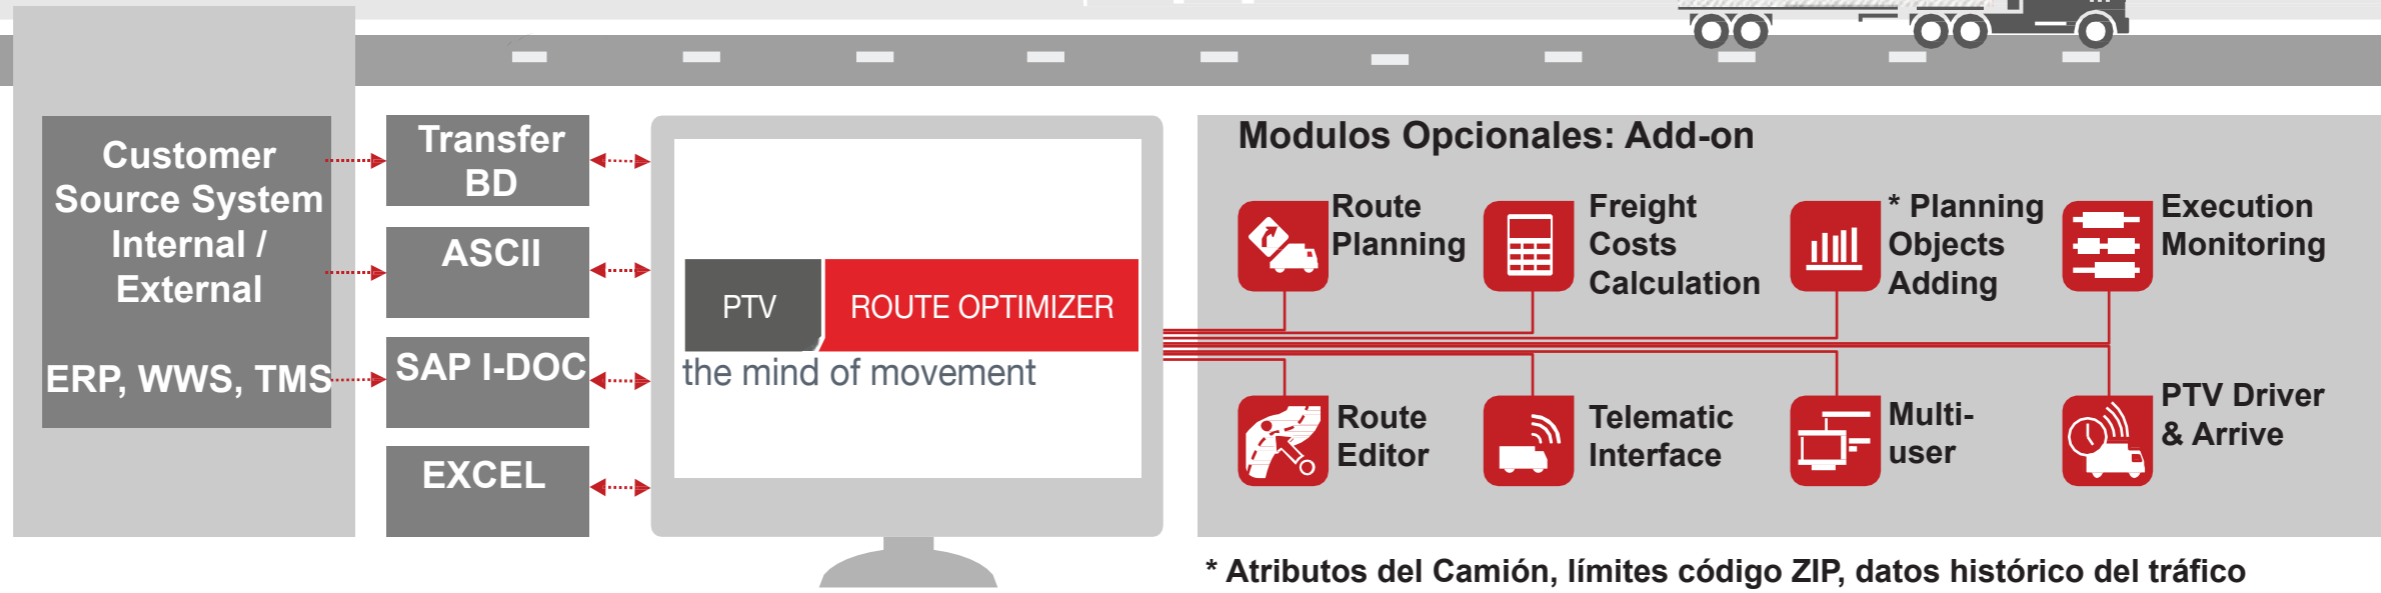 Customer
Source System
Internal /
External
ERP, WWS, TMS
Transfer
BD
ASCII
SAP I-DOC
EXCEL
PTV ROUTE OPTIMIZER
the mind of movement
Modulos Opcionales: Add-on
Route
Planning
Freight
Costs
Calculation
* Planning
Objects
Adding
Execution
Monitoring
Route
Editor
Telematic
Interface
Multi-
user
PTV Driver
& Arrive
* Atributos del Camión, límites código ZIP, datos histórico del tráfico